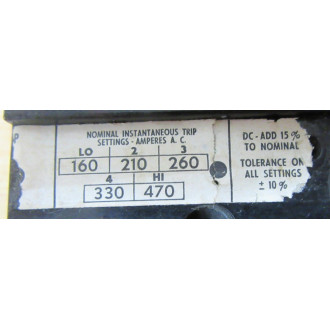 P
NOMINAL INSTANTANEOUS TRIP
SETTINGS - AMPERES A. C.
LO 2 3
160 210 260
4 HI
330 470
DC - ADD 15 %
TO NOMINAL
TOLERANCE ON
ALL SETTINGS
± 10 %